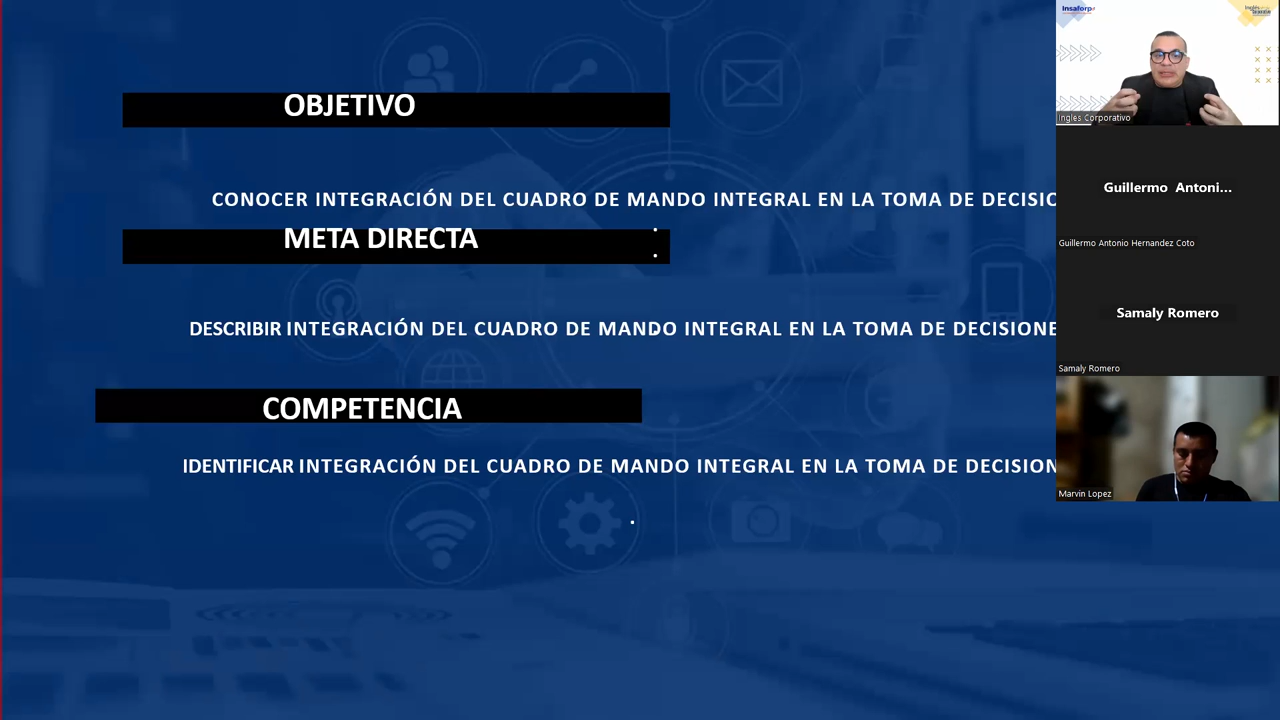 OBJETIVO
CONOCER INTEGRACIÓN DEL CUADRO DE MANDO INTEGRAL EN LA TOMA DE DECISIO
META DIRECTA
:
DESCRIBIR INTEGRACIÓN DEL CUADRO DE MANDO INTEGRAL EN LA TOMA DE DECISIONE
COMPETENCIA
IDENTIFICAR INTEGRACIÓN DEL CUADRO DE MANDO INTEGRAL EN LA TOMA DE DECISION
.
Insaforp
Ingles Corporativo
Guillermo Antoni...
Guillermo Antonio Hernandez Coto
Samaly Romero
Samaly Romero
Marvin Lopez